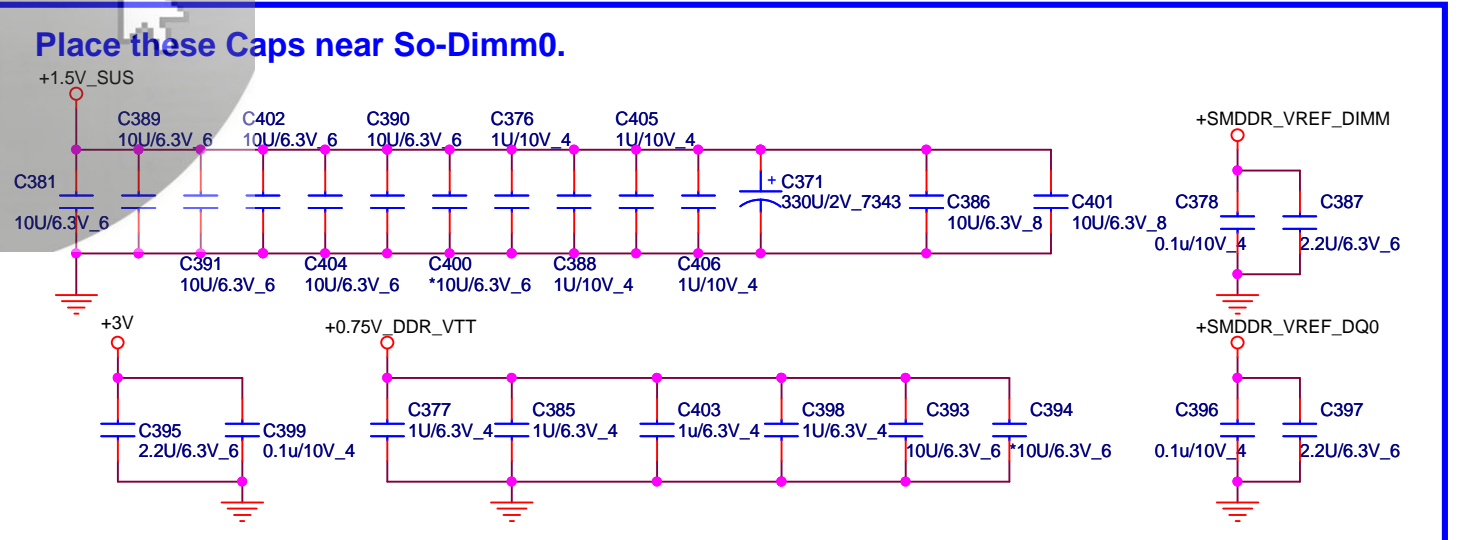 Place these Caps near So-Dimm0.
+1.5V_SUS
C389
10U/6.3V_6
C402
10U/6.3V_6
C390
10U/6.3V_6
C376
1U/10V_4
C405
1U/10V_4
+SMDDR_VREF_DIMM
C381
10U/6.3V_6
+ C371
330U/2V_7343
C386
10U/6.3V_8
C401
10U/6.3V_8
C378
0.1u/10V_4
C387
2.2U/6.3V_6
C391
10U/6.3V_6
C404
10U/6.3V_6
C400
*10U/6.3V_6
C388
1U/10V_4
C406
1U/10V_4
+3V
+0.75V_DDR_VTT
+SMDDR_VREF_DQ0
C395
2.2U/6.3V_6
C399
0.1u/10V_4
C377
1U/6.3V_4
C385
1U/6.3V_4
C403
1u/6.3V_4
C398
1U/6.3V_4
C393
10U/6.3V_6
C394
*10U/6.3V_6
C396
0.1u/10V_4
C397
2.2U/6.3V_6